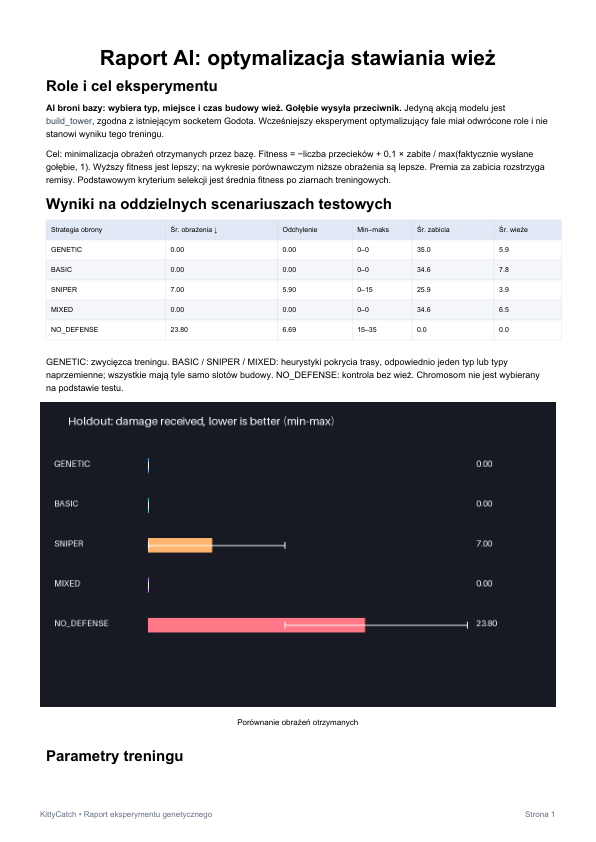 Raport AI: optymalizacja stawiania wież
Role i cel eksperymentu
AI broni bazy: wybiera typ, miejsce i czas budowy wież. Gołębie wysyła przeciwnik. Jedyną akcją modelu jest
build_tower, zgodna z istniejącym socketem Godota. Wcześniejszy eksperyment optymalizujący fale miał odwrócone role i nie
stanowi wyniku tego treningu.
Cel: minimalizacja obrażeń otrzymanych przez bazę. Fitness = −liczba przecieków + 0,1 × zabite / max(faktycznie wysłane
gołębie, 1). Wyższy fitness jest lepszy; na wykresie porównawczym niższe obrażenia są lepsze. Premia za zabicia rozstrzyga
remisy. Podstawowym kryterium selekcji jest średnia fitness po ziarnach treningowych.
Wyniki na oddzielnych scenariuszach testowych
Strategia obrony Śr. obrażenia ↓ Odchylenie Min–maks Śr. zabicia Śr. wieże
GENETIC 0.00 0.00 0–0 35.0 5.9
BASIC 0.00 0.00 0–0 34.6 7.8
SNIPER 7.00 5.90 0–15 25.9 3.9
MIXED 0.00 0.00 0–0 34.6 6.5
NO_DEFENSE 23.80 6.69 15–35 0.0 0.0
GENETIC: zwycięzca treningu. BASIC / SNIPER / MIXED: heurystyki pokrycia trasy, odpowiednio jeden typ lub typy
naprzemienne; wszystkie mają tyle samo slotów budowy. NO_DEFENSE: kontrola bez wież. Chromosom nie jest wybierany
na podstawie testu.
Holdout: damage received, lower is better (min-max)
GENETIC 0.00
BASIC 0.00
SNIPER 7.00
MIXED 0.00
NO_DEFENSE 23.80
Porównanie obrażeń otrzymanych
Parametry treningu
KittyCatch • Raport eksperymentu genetycznego Strona 1